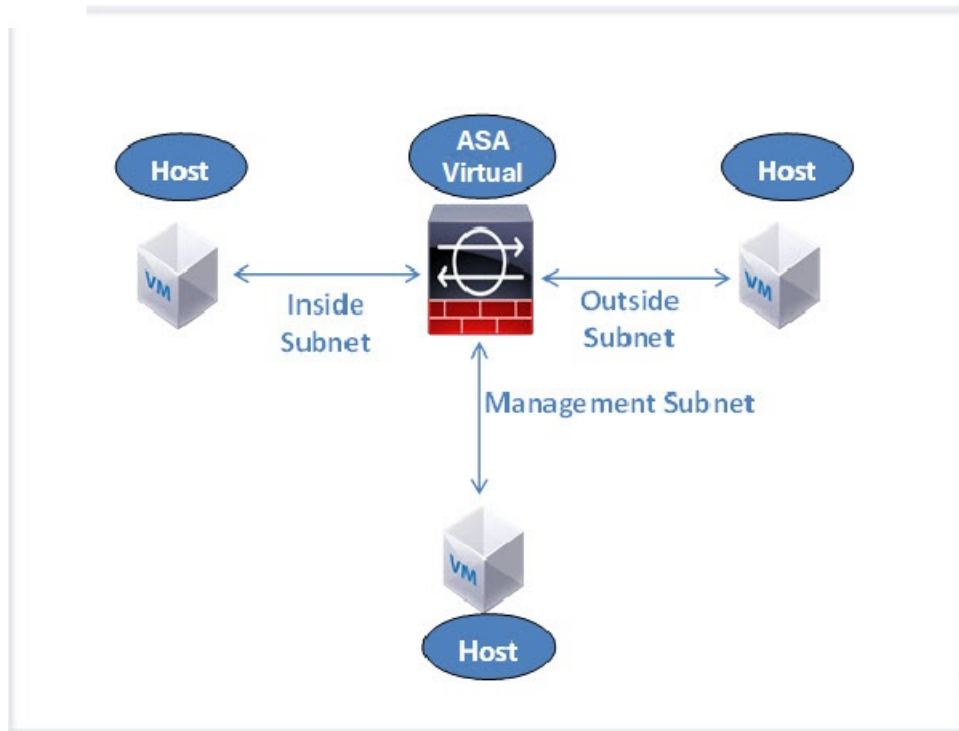 Host
ASA
Virtual
Host
VM
VM
Inside
Subnet
Outside
Subnet
Management Subnet
VM
Host